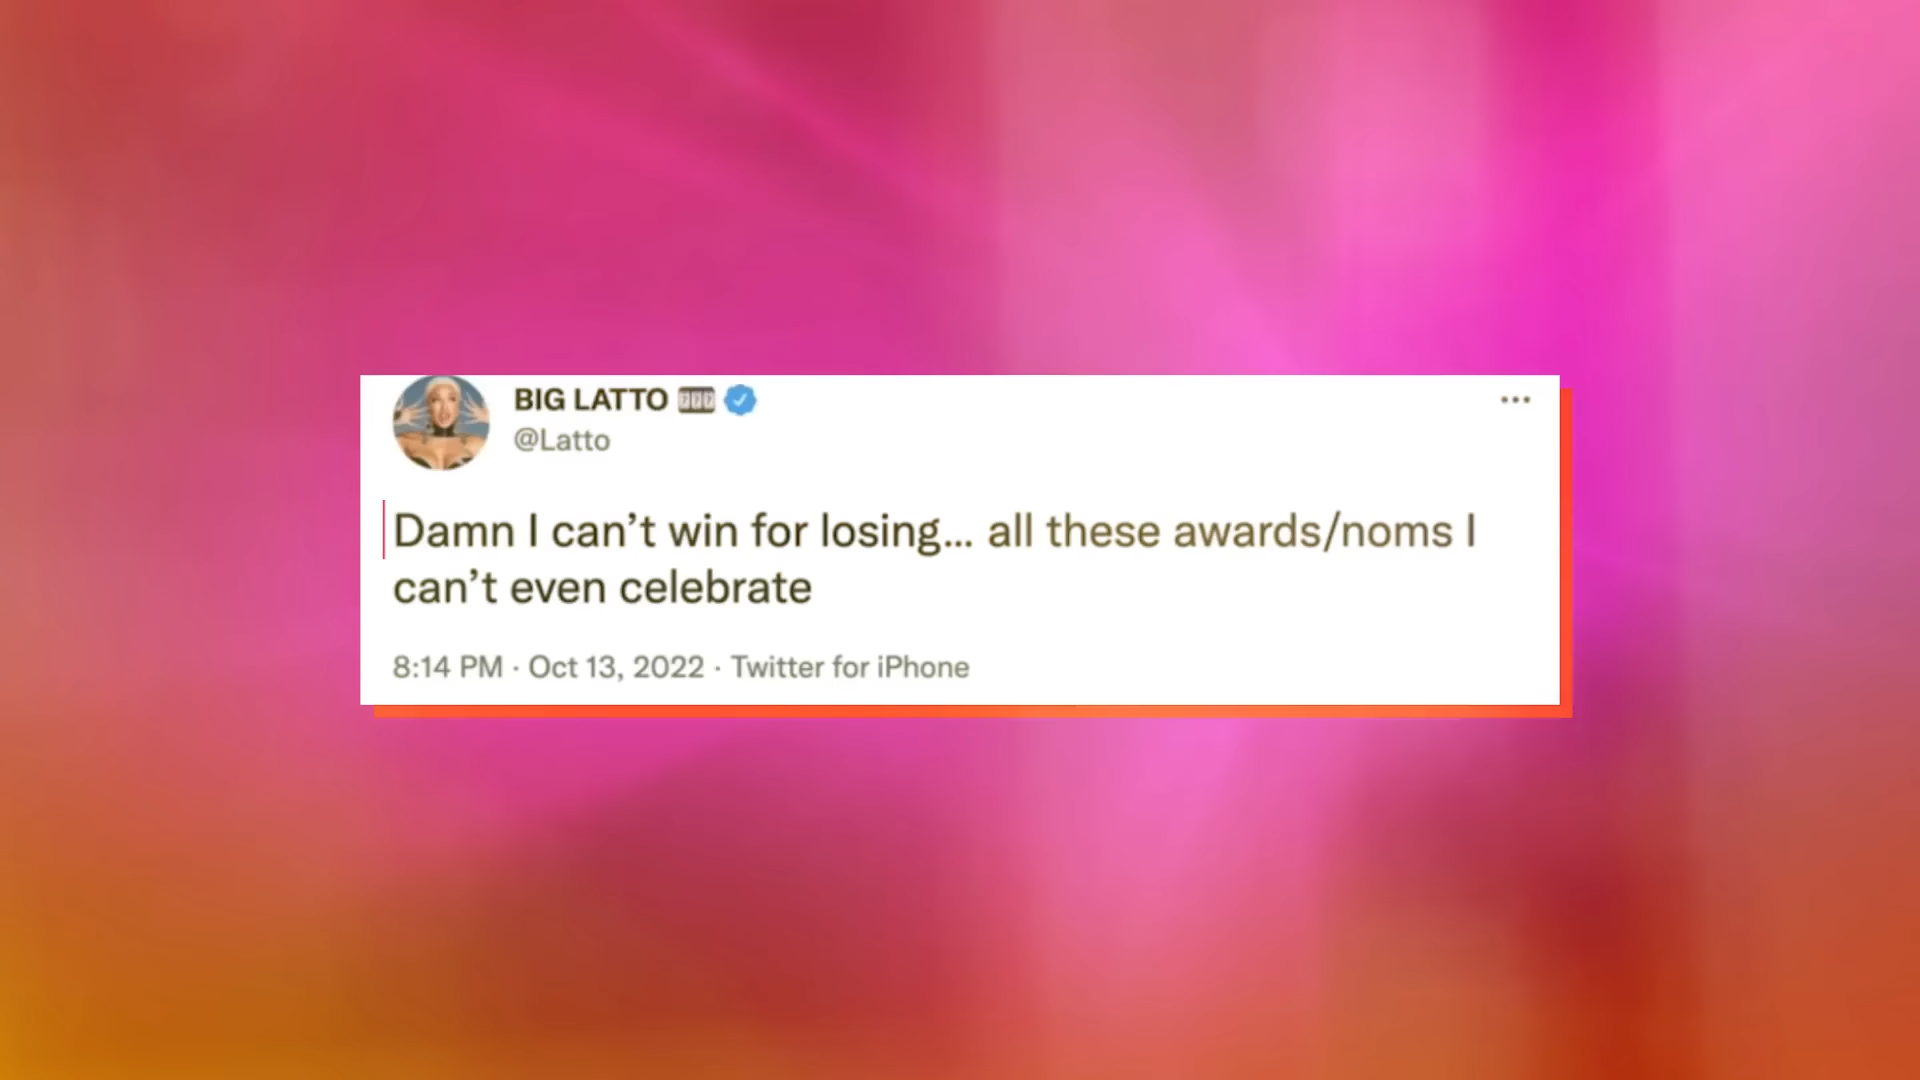 BIG LATTO 🎰 
@Latto
Damn I can’t win for losing... all these awards/noms I
can’t even celebrate
8:14 PM · Oct 13, 2022 · Twitter for iPhone